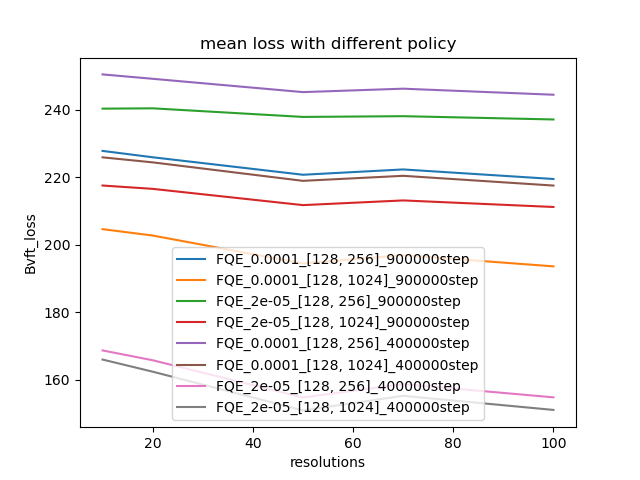 mean loss with different policy
Bvft_loss
240
220
200
180
160
FQE_0.0001_[128, 256]_900000step
FQE_0.0001_[128, 1024]_900000step
FQE_2e-05_[128, 256]_900000step
FQE_2e-05_[128, 1024]_900000step
FQE_0.0001_[128, 256]_400000step
FQE_0.0001_[128, 1024]_400000step
FQE_2e-05_[128, 256]_400000step
FQE_2e-05_[128, 1024]_400000step
20 40 60 80 100
resolutions